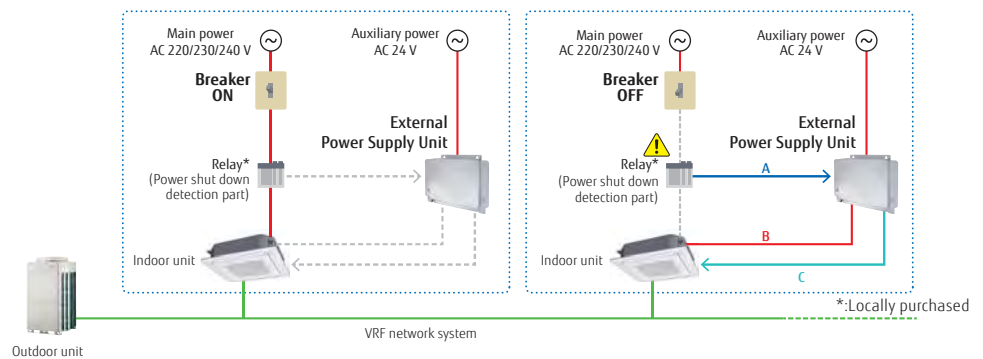 Main power
AC 220/230/240 V
Auxiliary power
AC 24 V
Breaker
ON
External
Power Supply Unit
Relay*
(Power shut down
detection part)
Indoor unit
Main power
AC 220/230/240 V
Auxiliary power
AC 24 V
Breaker
OFF
External
Power Supply Unit
Relay*
(Power shut down
detection part)
A
B
Indoor unit
C
*:Locally purchased
VRF network system
Outdoor unit